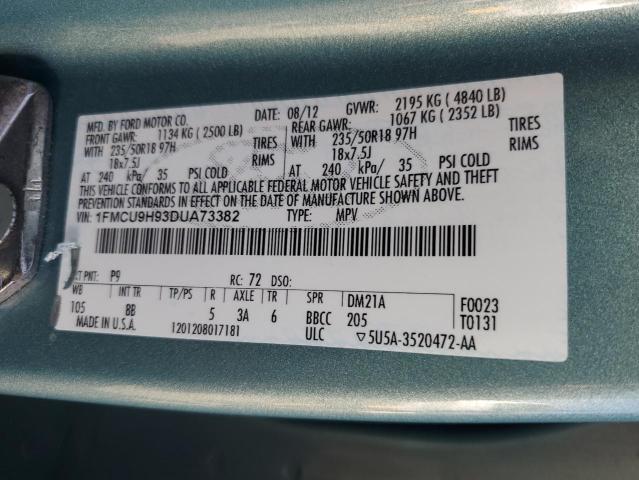 MFD. BY FORD MOTOR CO. DATE: 08/12 GVWR: 2195 KG ( 4840 LB)
FRONT GAWR: 1134 KG ( 2500 LB) REAR GAWR: 1067 KG ( 2352 LB)
WITH 235/50R18 97H TIRES WITH 235/50R18 97H TIRES
18x7.5J RIMS 18x7.5J RIMS
AT 240 kPa/ 35 PSI COLD AT 240 kPa/ 35 PSI COLD
THIS VEHICLE CONFORMS TO ALL APPLICABLE FEDERAL MOTOR VEHICLE SAFETY AND THEFT
PREVENTION STANDARDS IN EFFECT ON THE DATE OF MANUFACTURE SHOWN ABOVE.
VIN: 1FMCU9H93DUA73382 TYPE: MPV
EXT PNT: P9 RC: 72 DSO:
WB INT TR TP/PS R AXLE TR SPR DM21A F0023
105 BB 5 3A 6 BBCC 205 T0131
MADE IN U.S.A. 1201208017181 ULC ▽5U5A-3520472-AA